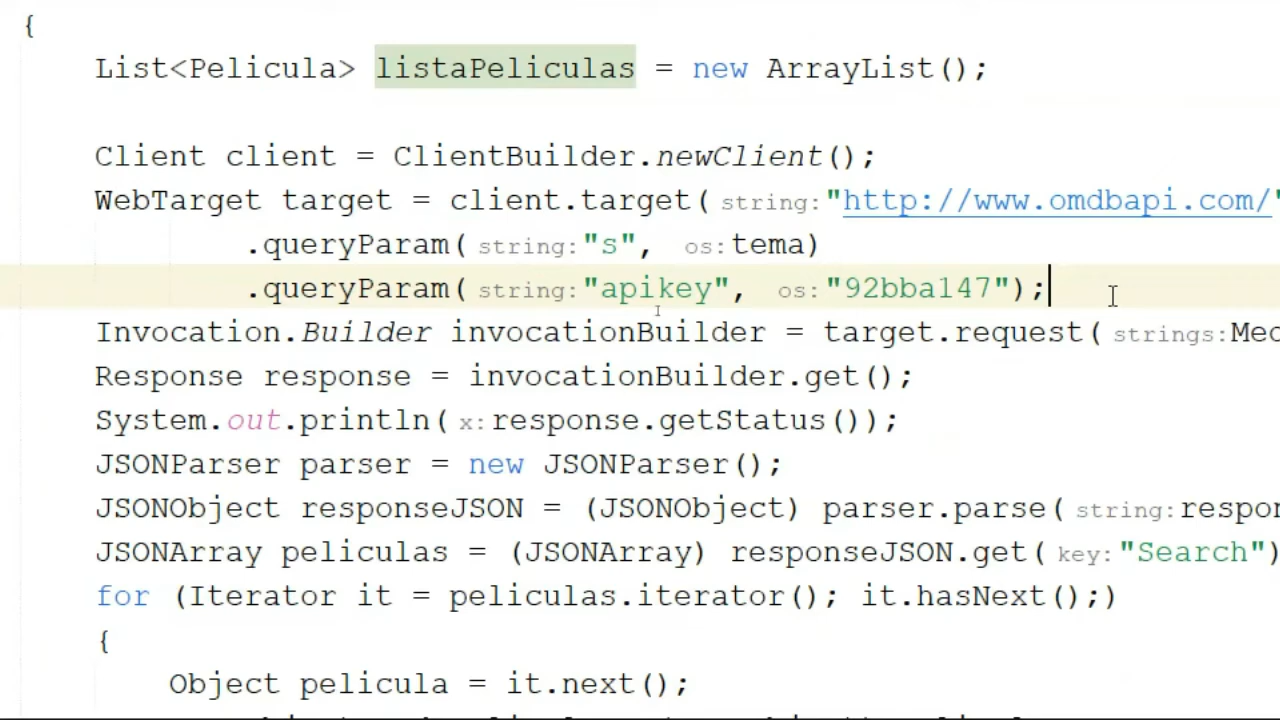 {
List<Pelicula> listaPeliculas = new ArrayList();
Client client = ClientBuilder.newClient();
WebTarget target = client.target( string: "http://www.omdbapi.com/"
.queryParam( string: "s", os: tema)
.queryParam( string: "apikey", os: "92bba147");
Invocation.Builder invocationBuilder = target.request( strings: Med
Response response = invocationBuilder.get();
System.out.println( x: response.getStatus());
JSONParser parser = new JSONParser();
JSONObject responseJSON = (JSONObject) parser.parse( string: respon
JSONArray peliculas = (JSONArray) responseJSON.get( key: "Search")
for (Iterator it = peliculas.iterator(); it.hasNext();)
{
Object pelicula = it.next();